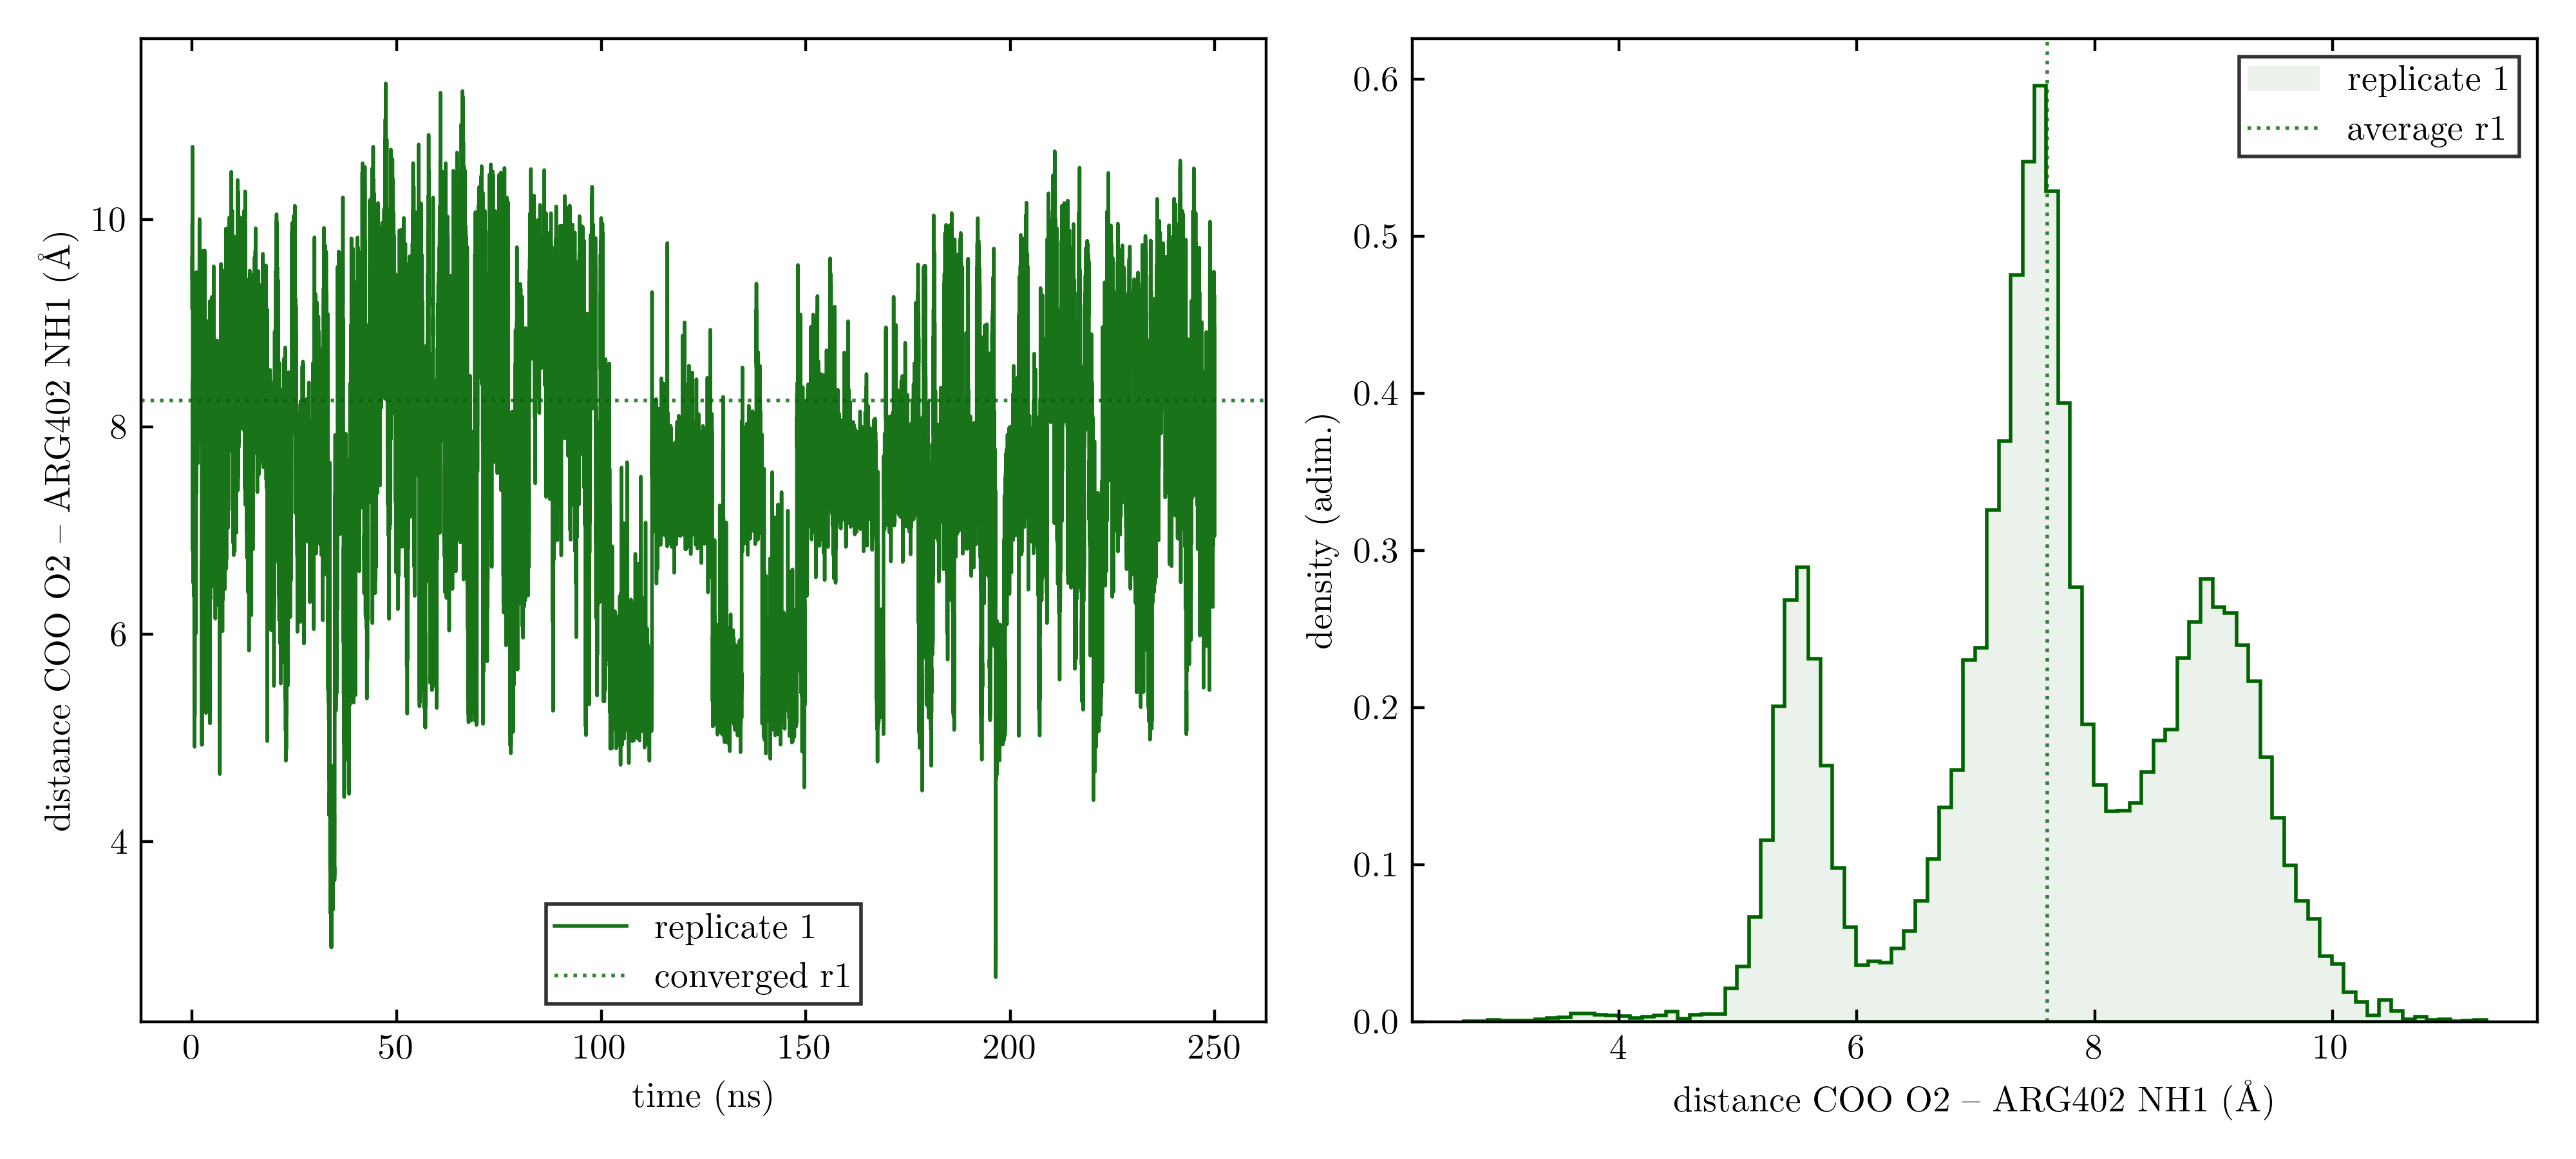 distance COO O2 – ARG402 NH1 (Å)
10
8
6
4
replicate 1
converged r1
0 50 100 150 200 250
time (ns)
density (adim.)
0.6
0.5
0.4
0.3
0.2
0.1
0.0
replicate 1
average r1
4 6 8 10
distance COO O2 – ARG402 NH1 (Å)